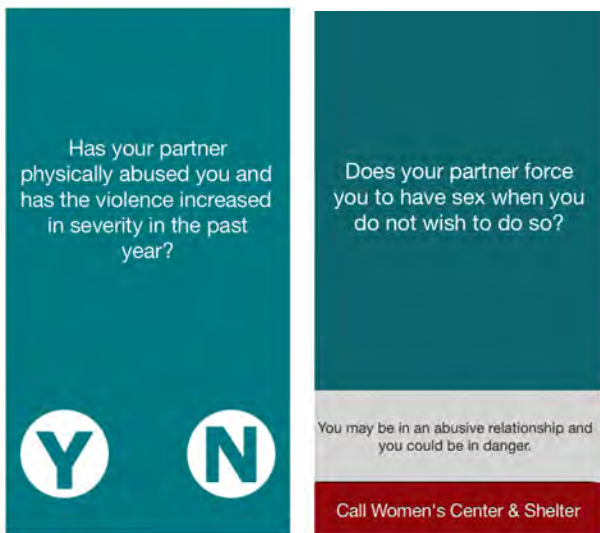 Has your partner
physically abused you and
has the violence increased
in severity in the past
year?
Y
N
Does your partner force
you to have sex when you
do not wish to do so?
You may be in an abusive relationship and
you could be in danger.
Call Women's Center & Shelter